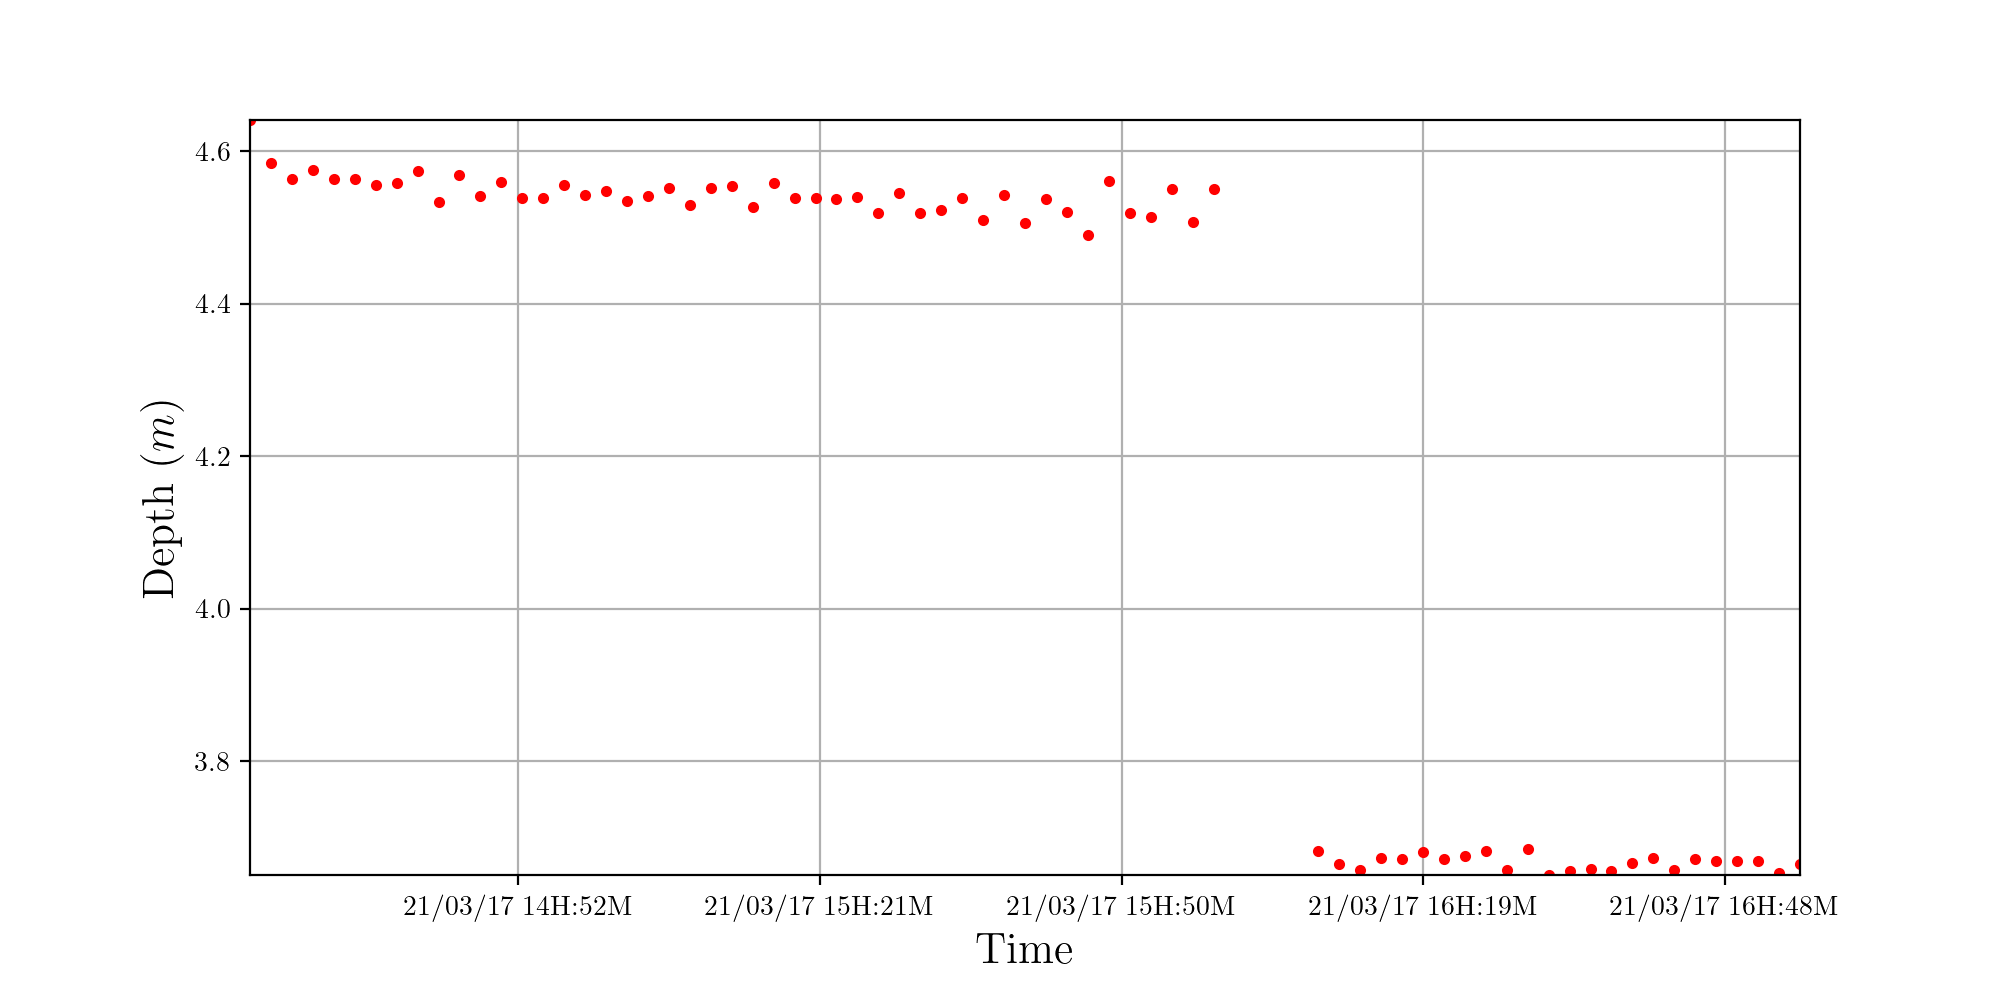 4.6
4.4
4.2
4.0
3.8
Depth (m)
21/03/17 14H:52M
21/03/17 15H:21M
21/03/17 15H:50M
21/03/17 16H:19M
21/03/17 16H:48M
Time